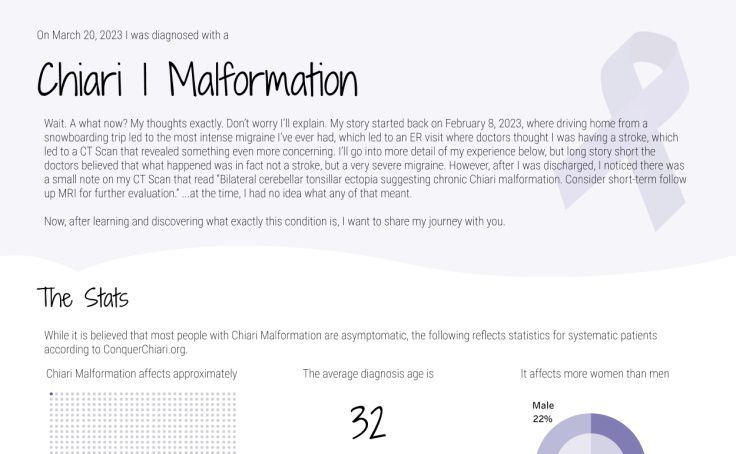 On March 20, 2023 I was diagnosed with a
Chiari I Malformation
Wait. A what now? My thoughts exactly. Don't worry I'll explain. My story started back on February 8, 2023, where driving home from a
snowboarding trip led to the most intense migraine I've ever had, which led to an ER visit where doctors thought I was having a stroke, which
led to a CT Scan that revealed something even more concerning. I'll go into more detail of my experience below, but long story short the
doctors believed that what happened was in fact not a stroke, but a very severe migraine. However, after I was discharged, I noticed there was
a small note on my CT Scan that read "Bilateral cerebellar tonsillar ectopia suggesting chronic Chiari malformation. Consider short-term follow
up MRI for further evaluation." ...at the time, I had no idea what any of that meant.
Now, after learning and discovering what exactly this condition is, I want to share my journey with you.
The Stats
While it is believed that most people with Chiari Malformation are asymptomatic, the following reflects statistics for systematic patients
according to ConquerChiari.org.
Chiari Malformation affects approximately
The average diagnosis age is
32
It affects more women than men
Male
22%